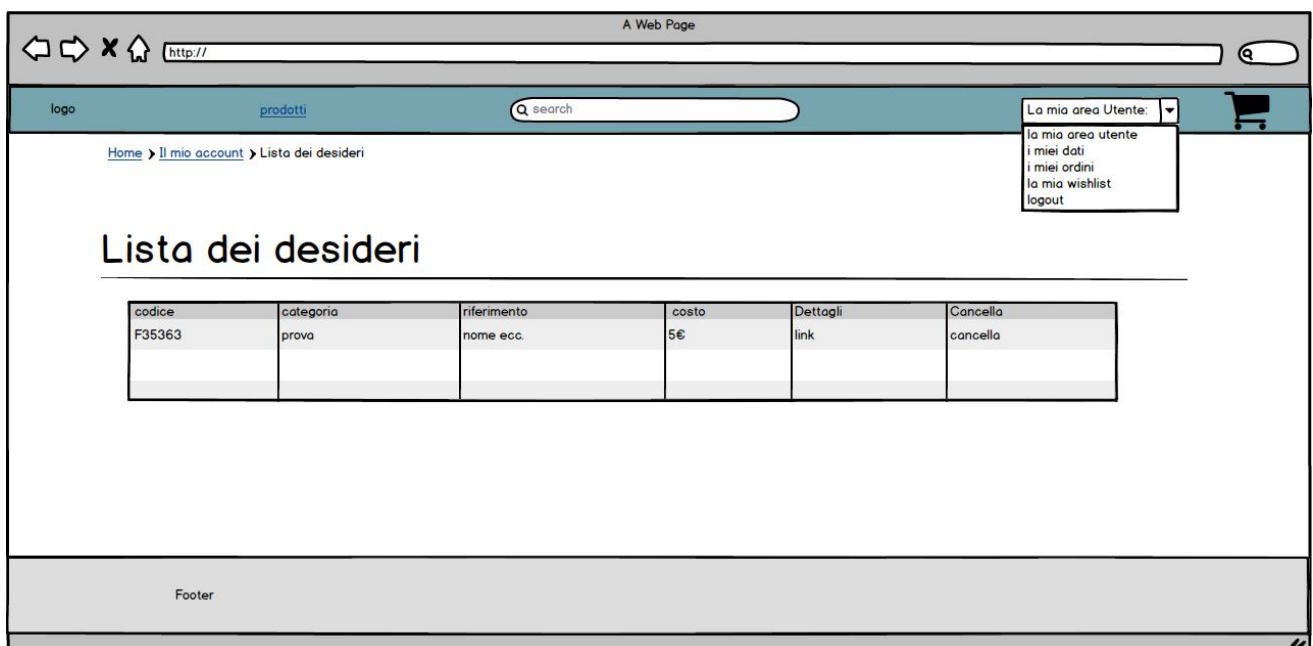 A Web Page
http://
logo
prodotti
search
La mia area Utente:
la mia area utente
i miei dati
i miei ordini
la mia wishlist
logout
Home > Il mio account > Lista dei desideri
Lista dei desideri
codice categoria riferimento costo Dettagli Cancella
F35363 prova nome ecc. 5€ link cancella
Footer